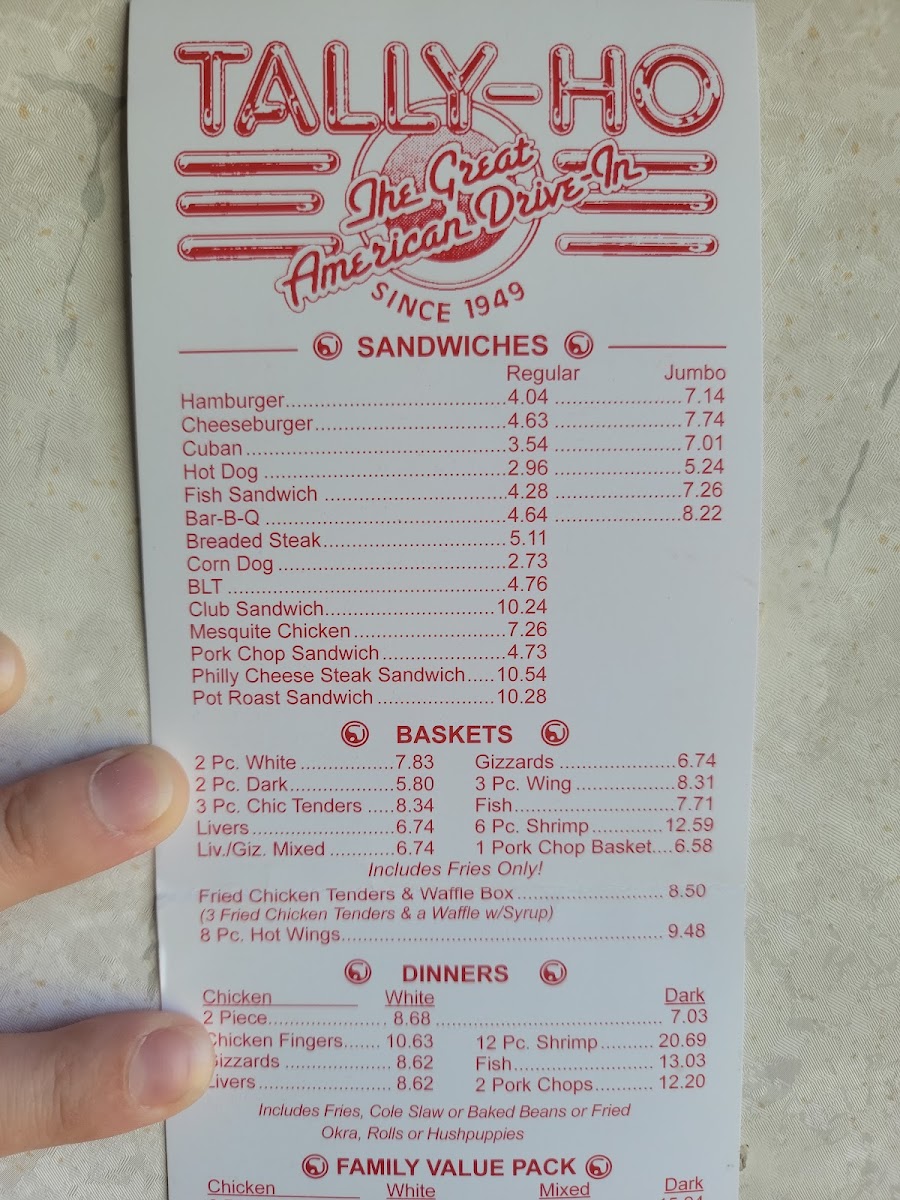 TALLY-HO
The Great
American Drive-In
SINCE 1949
SANDWICHES
Regular Jumbo
Hamburger 4.04 7.14
Cheeseburger 4.63 7.74
Cuban 3.54 7.01
Hot Dog 2.96 5.24
Fish Sandwich 4.28 7.26
Bar-B-Q 4.64 8.22
Breaded Steak 5.11
Corn Dog 2.73
BLT 4.76
Club Sandwich 10.24
Mesquite Chicken 7.26
Pork Chop Sandwich 4.73
Philly Cheese Steak Sandwich 10.54
Pot Roast Sandwich 10.28
BASKETS
2 Pc. White 7.83 Gizzards 6.74
2 Pc. Dark 5.80 3 Pc. Wing 8.31
3 Pc. Chic Tenders 8.34 Fish 7.71
Livers 6.74 6 Pc. Shrimp 12.59
Liv./Giz. Mixed 6.74 1 Pork Chop Basket 6.58
Includes Fries Only!
Fried Chicken Tenders & Waffle Box 8.50
(3 Fried Chicken Tenders & a Waffle w/Syrup)
8 Pc. Hot Wings 9.48
DINNERS
Chicken White Dark
2 Piece 8.68 7.03
Chicken Fingers 10.63 12 Pc. Shrimp 20.69
Gizzards 8.62 Fish 13.03
Livers 8.62 2 Pork Chops 12.20
Includes Fries, Cole Slaw or Baked Beans or Fried
Okra, Rolls or Hushpuppies
FAMILY VALUE PACK
Chicken White Mixed Dark